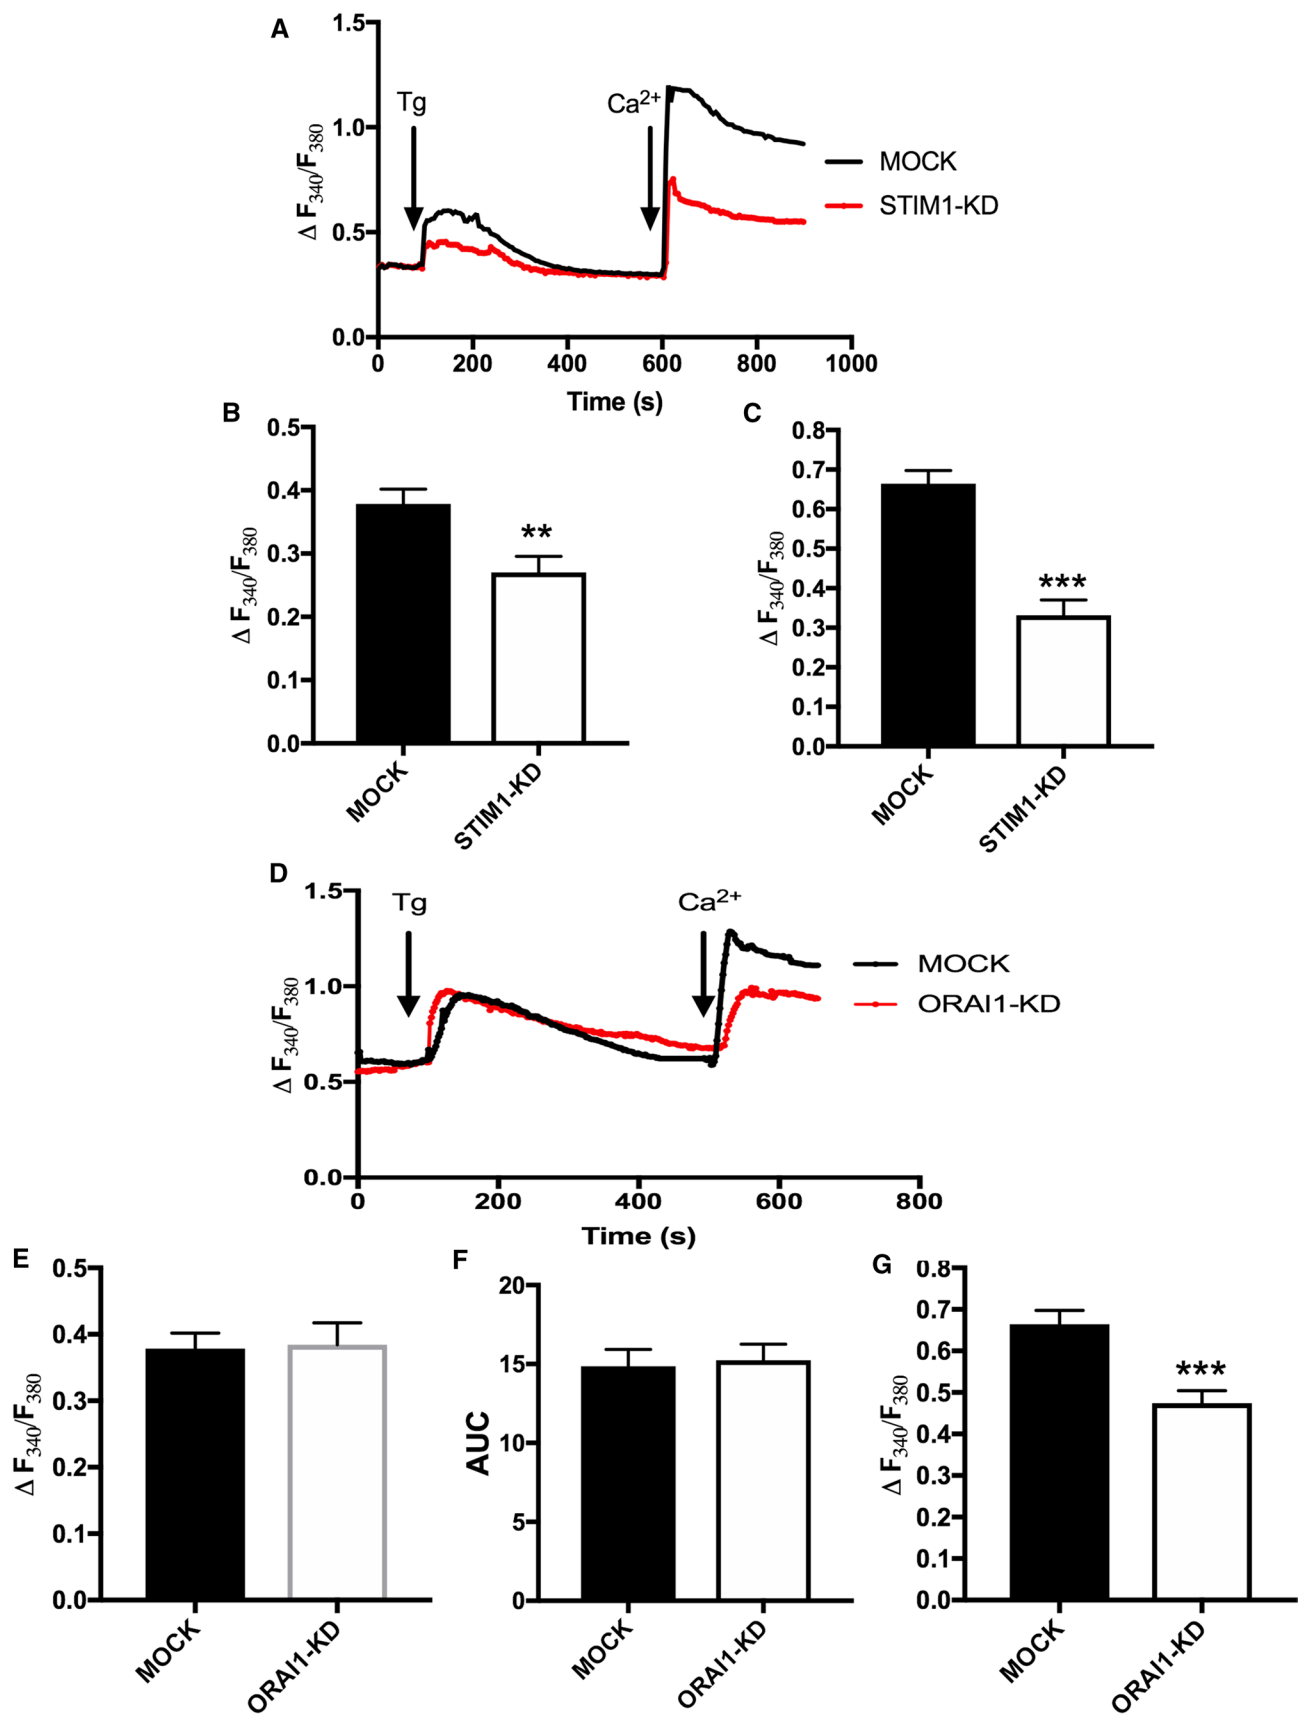 A
1.5
1.0
0.5
0.0
Δ F340/F380
Tg
Ca2+
MOCK
STIM1-KD
0 200 400 600 800 1000
Time (s)
B
0.5
0.4
0.3
0.2
0.1
0.0
Δ F340/F380
**
MOCK
STIM1-KD
C
0.8
0.7
0.6
0.5
0.4
0.3
0.2
0.1
0.0
Δ F340/F380
***
MOCK
STIM1-KD
D
1.5
1.0
0.5
0.0
Δ F340/F380
Tg
Ca2+
MOCK
ORAI1-KD
0 200 400 600 800
Time (s)
E
0.5
0.4
0.3
0.2
0.1
0.0
Δ F340/F380
MOCK
ORAI1-KD
F
20
15
10
5
0
AUC
MOCK
ORAI1-KD
G
0.8
0.7
0.6
0.5
0.4
0.3
0.2
0.1
0.0
Δ F340/F380
***
MOCK
ORAI1-KD